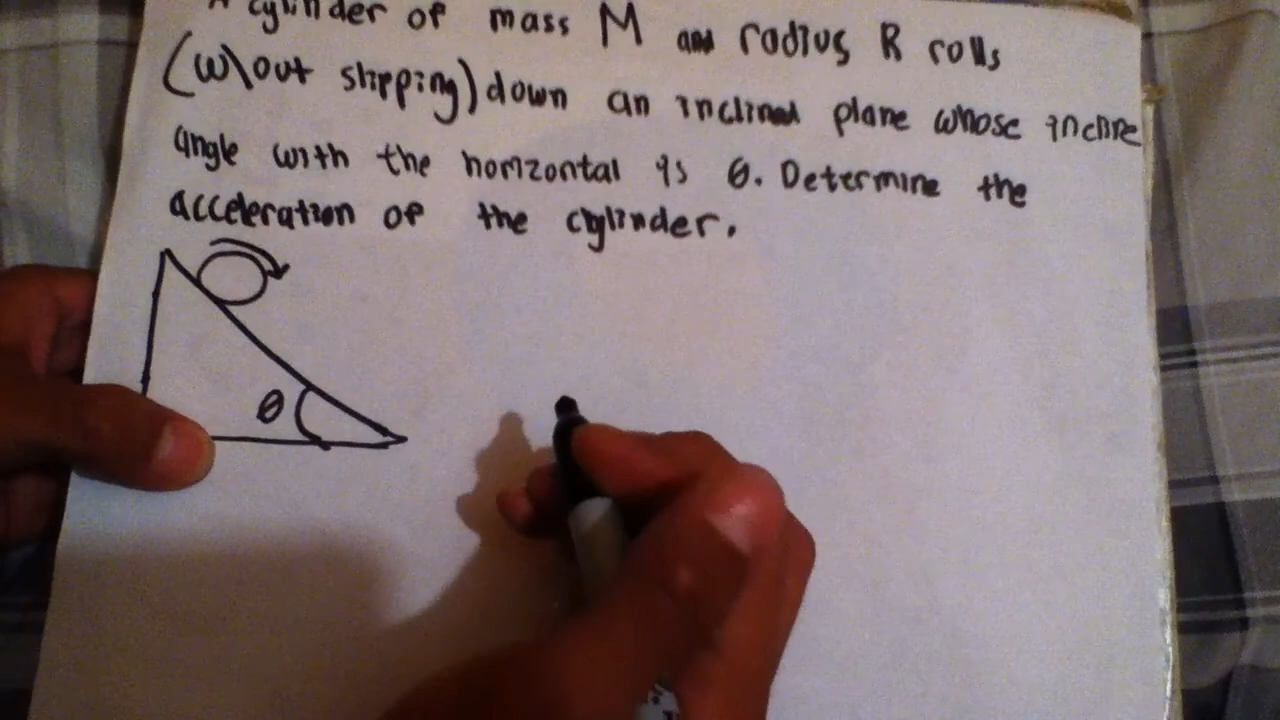 A cylinder of mass M and radius R rolls
(w\out slipping) down an inclined plane whose incline
angle with the horizontal is θ. Determine the
acceleration of the cylinder.
θ